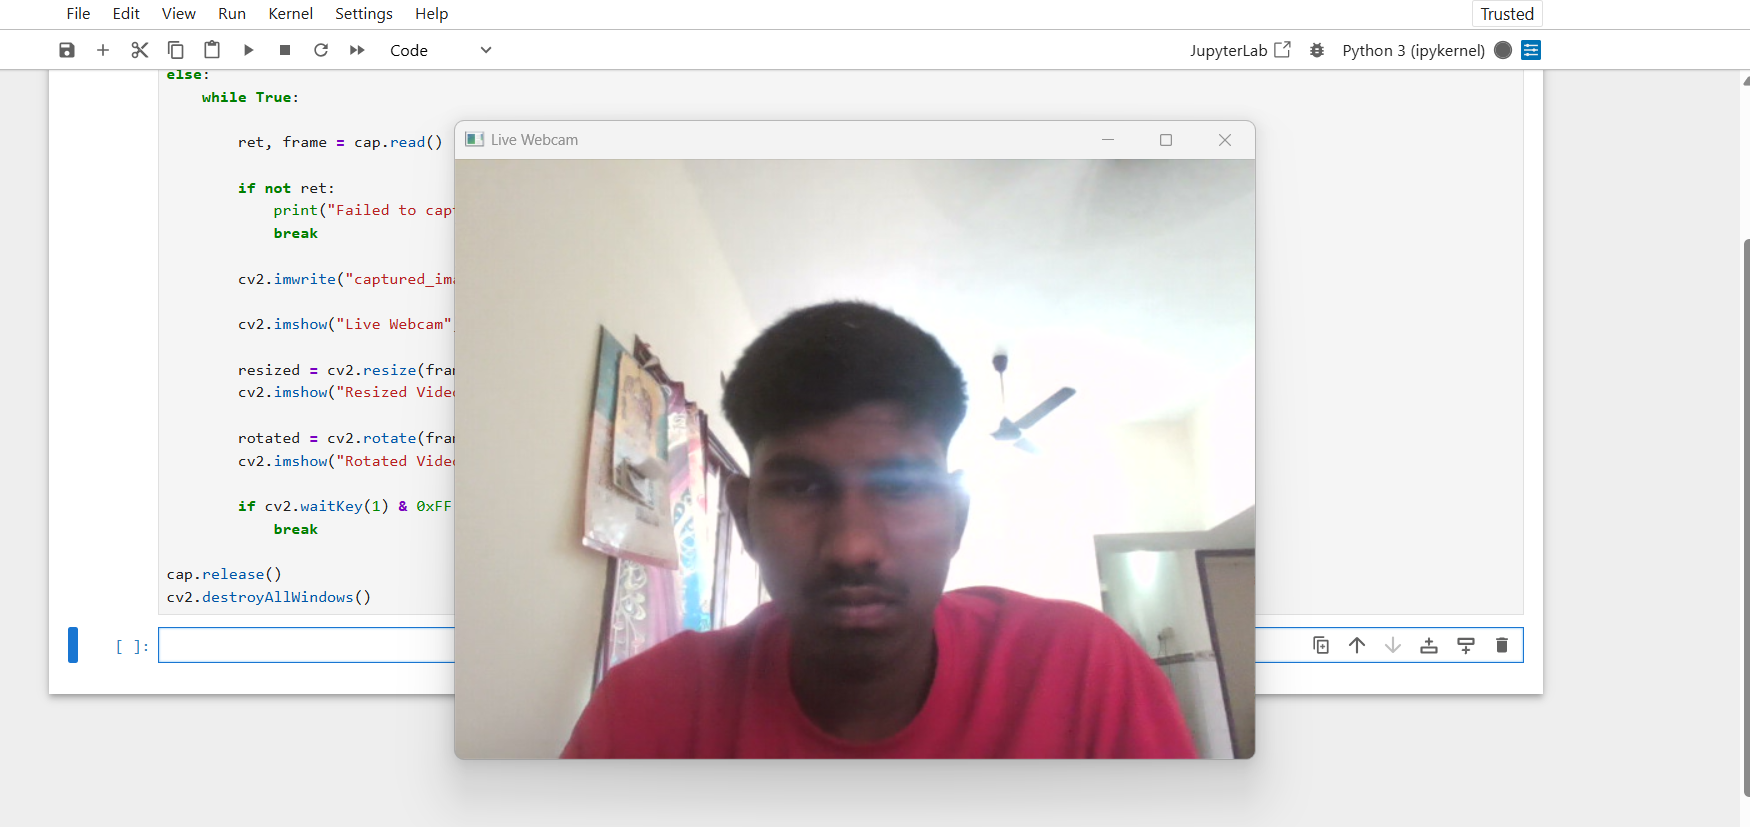 File Edit View Run Kernel Settings Help Trusted
Code JupyterLab Python 3 (ipykernel)
else:
while True:
Live Webcam
ret, frame = cap.read()
if not ret:
print("Failed to capt
break
cv2.imwrite("captured_ima
cv2.imshow("Live Webcam"
resized = cv2.resize(fra
cv2.imshow("Resized Vide
rotated = cv2.rotate(fra
cv2.imshow("Rotated Vide
if cv2.waitKey(1) & 0xFF
break
cap.release()
cv2.destroyAllWindows()
[ ]: